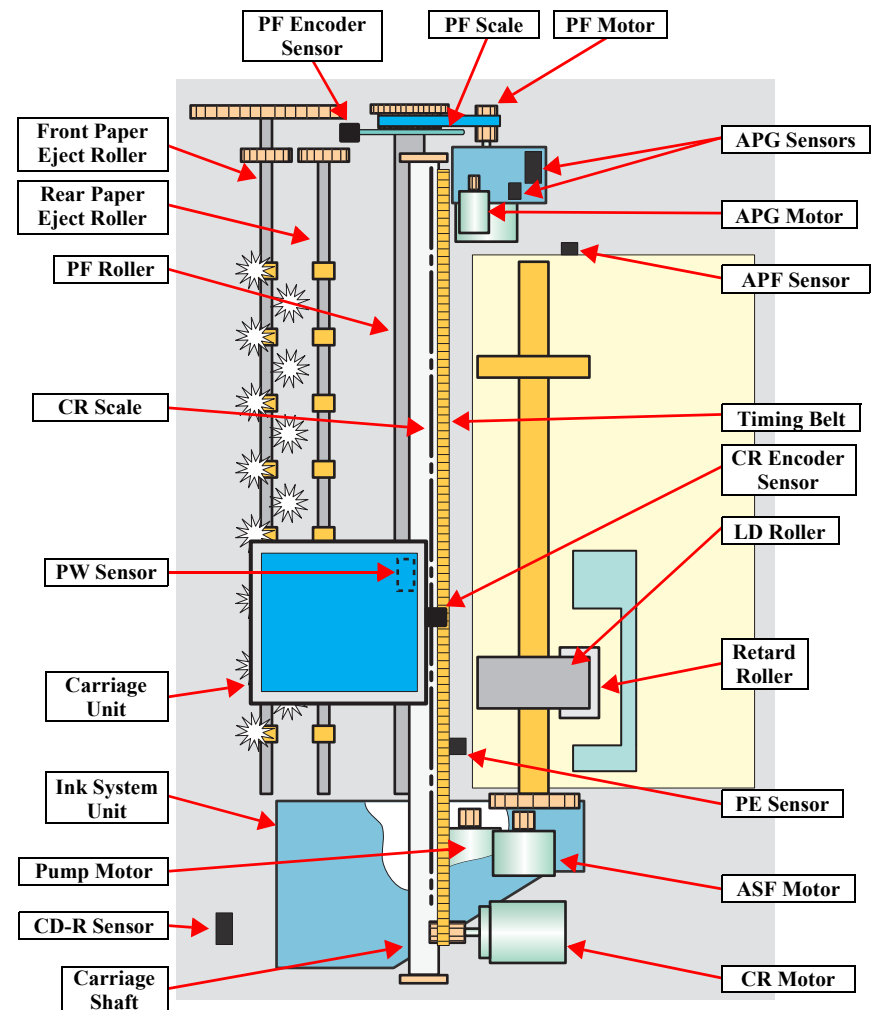 PF Encoder
Sensor
PF Scale
PF Motor
Front Paper
Eject Roller
APG Sensors
Rear Paper
Eject Roller
APG Motor
PF Roller
APF Sensor
CR Scale
Timing Belt
CR Encoder
Sensor
LD Roller
PW Sensor
Retard
Roller
Carriage
Unit
Ink System
Unit
PE Sensor
Pump Motor
ASF Motor
CD-R Sensor
CR Motor
Carriage
Shaft